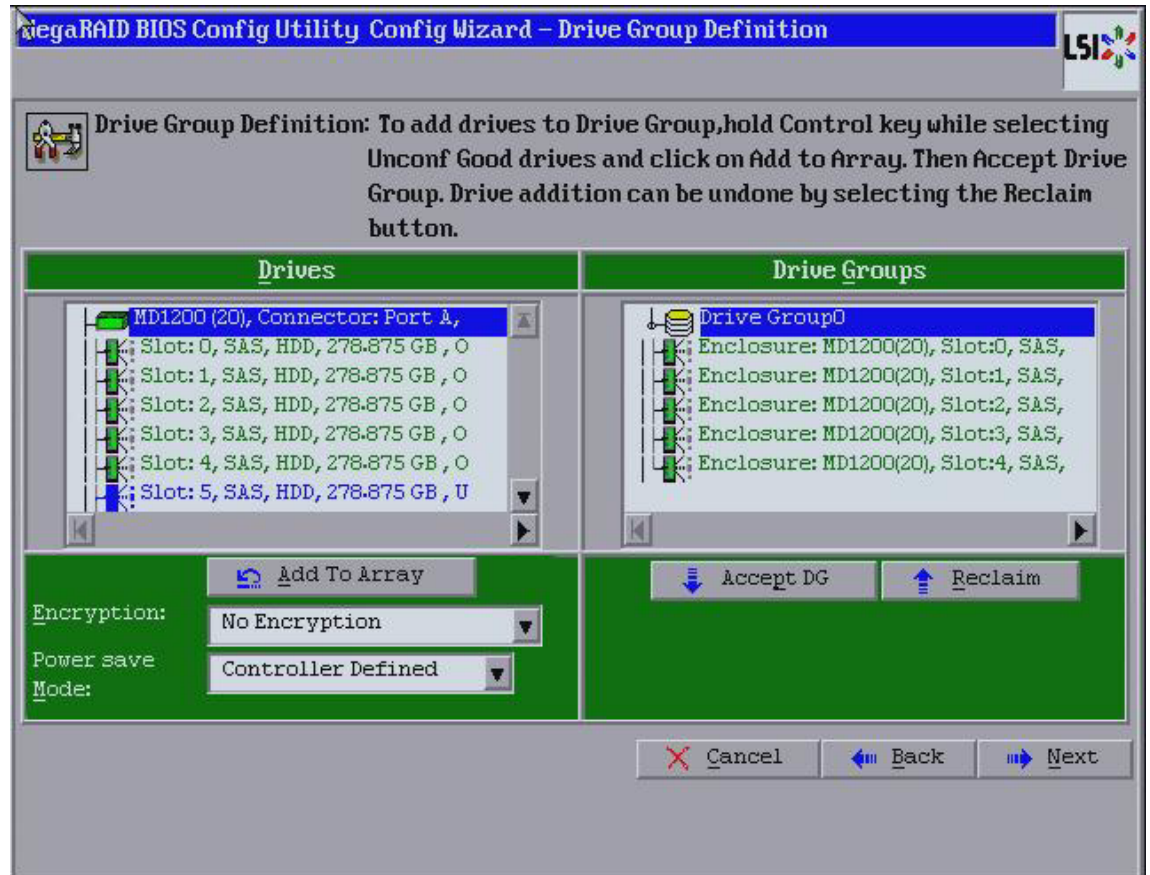 MegaRAID BIOS Config Utility Config Wizard – Drive Group Definition
LSI
Drive Group Definition: To add drives to Drive Group,hold Control key while selecting
Unconf Good drives and click on Add to Array. Then Accept Drive
Group. Drive addition can be undone by selecting the Reclaim
button.
Drives
MD1200 (20), Connector: Port A,
Slot: 0, SAS, HDD, 278.875 GB , O
Slot: 1, SAS, HDD, 278.875 GB , O
Slot: 2, SAS, HDD, 278.875 GB , O
Slot: 3, SAS, HDD, 278.875 GB , O
Slot: 4, SAS, HDD, 278.875 GB , O
Slot: 5, SAS, HDD, 278.875 GB , U
Add To Array
Encryption:
No Encryption
Power save
Mode:
Controller Defined
Drive Groups
Drive Group0
Enclosure: MD1200(20), Slot:0, SAS,
Enclosure: MD1200(20), Slot:1, SAS,
Enclosure: MD1200(20), Slot:2, SAS,
Enclosure: MD1200(20), Slot:3, SAS,
Enclosure: MD1200(20), Slot:4, SAS,
Accept DG
Reclaim
Cancel
Back
Next